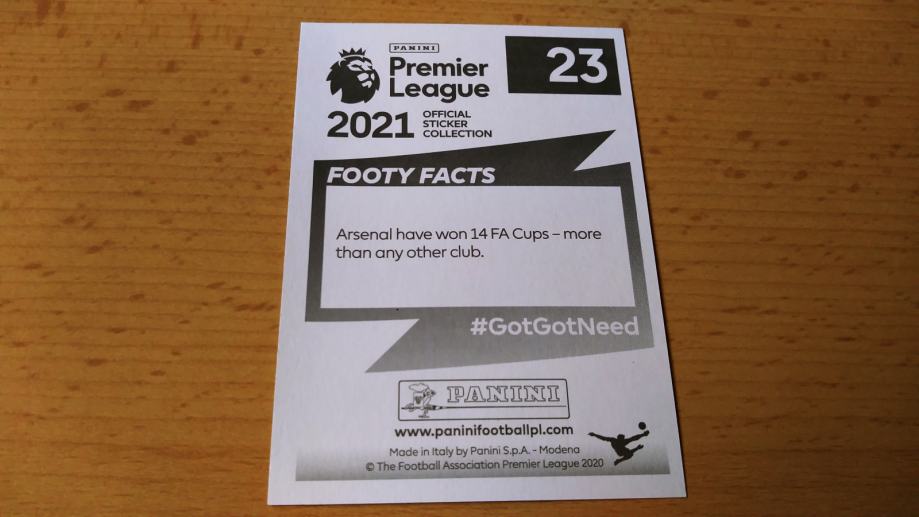 PANINI
Premier
League
23
2021
OFFICIAL
STICKER
COLLECTION
FOOTY FACTS
Arsenal have won 14 FA Cups – more
than any other club.
#GotGotNeed
PANINI
www.paninifootballpl.com
Made in Italy by Panini S.p.A. - Modena
© The Football Association Premier League 2020